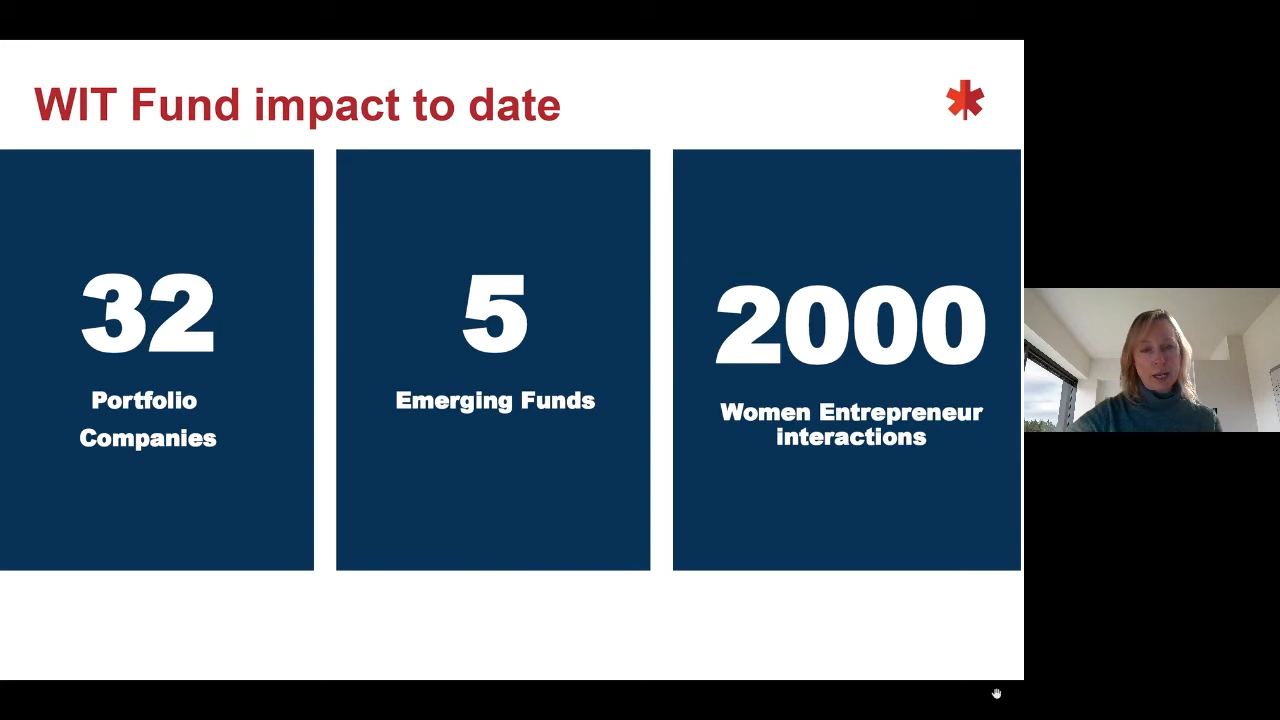 WIT Fund impact to date
32
Portfolio
Companies
5
Emerging Funds
2000
Women Entrepreneur
interactions